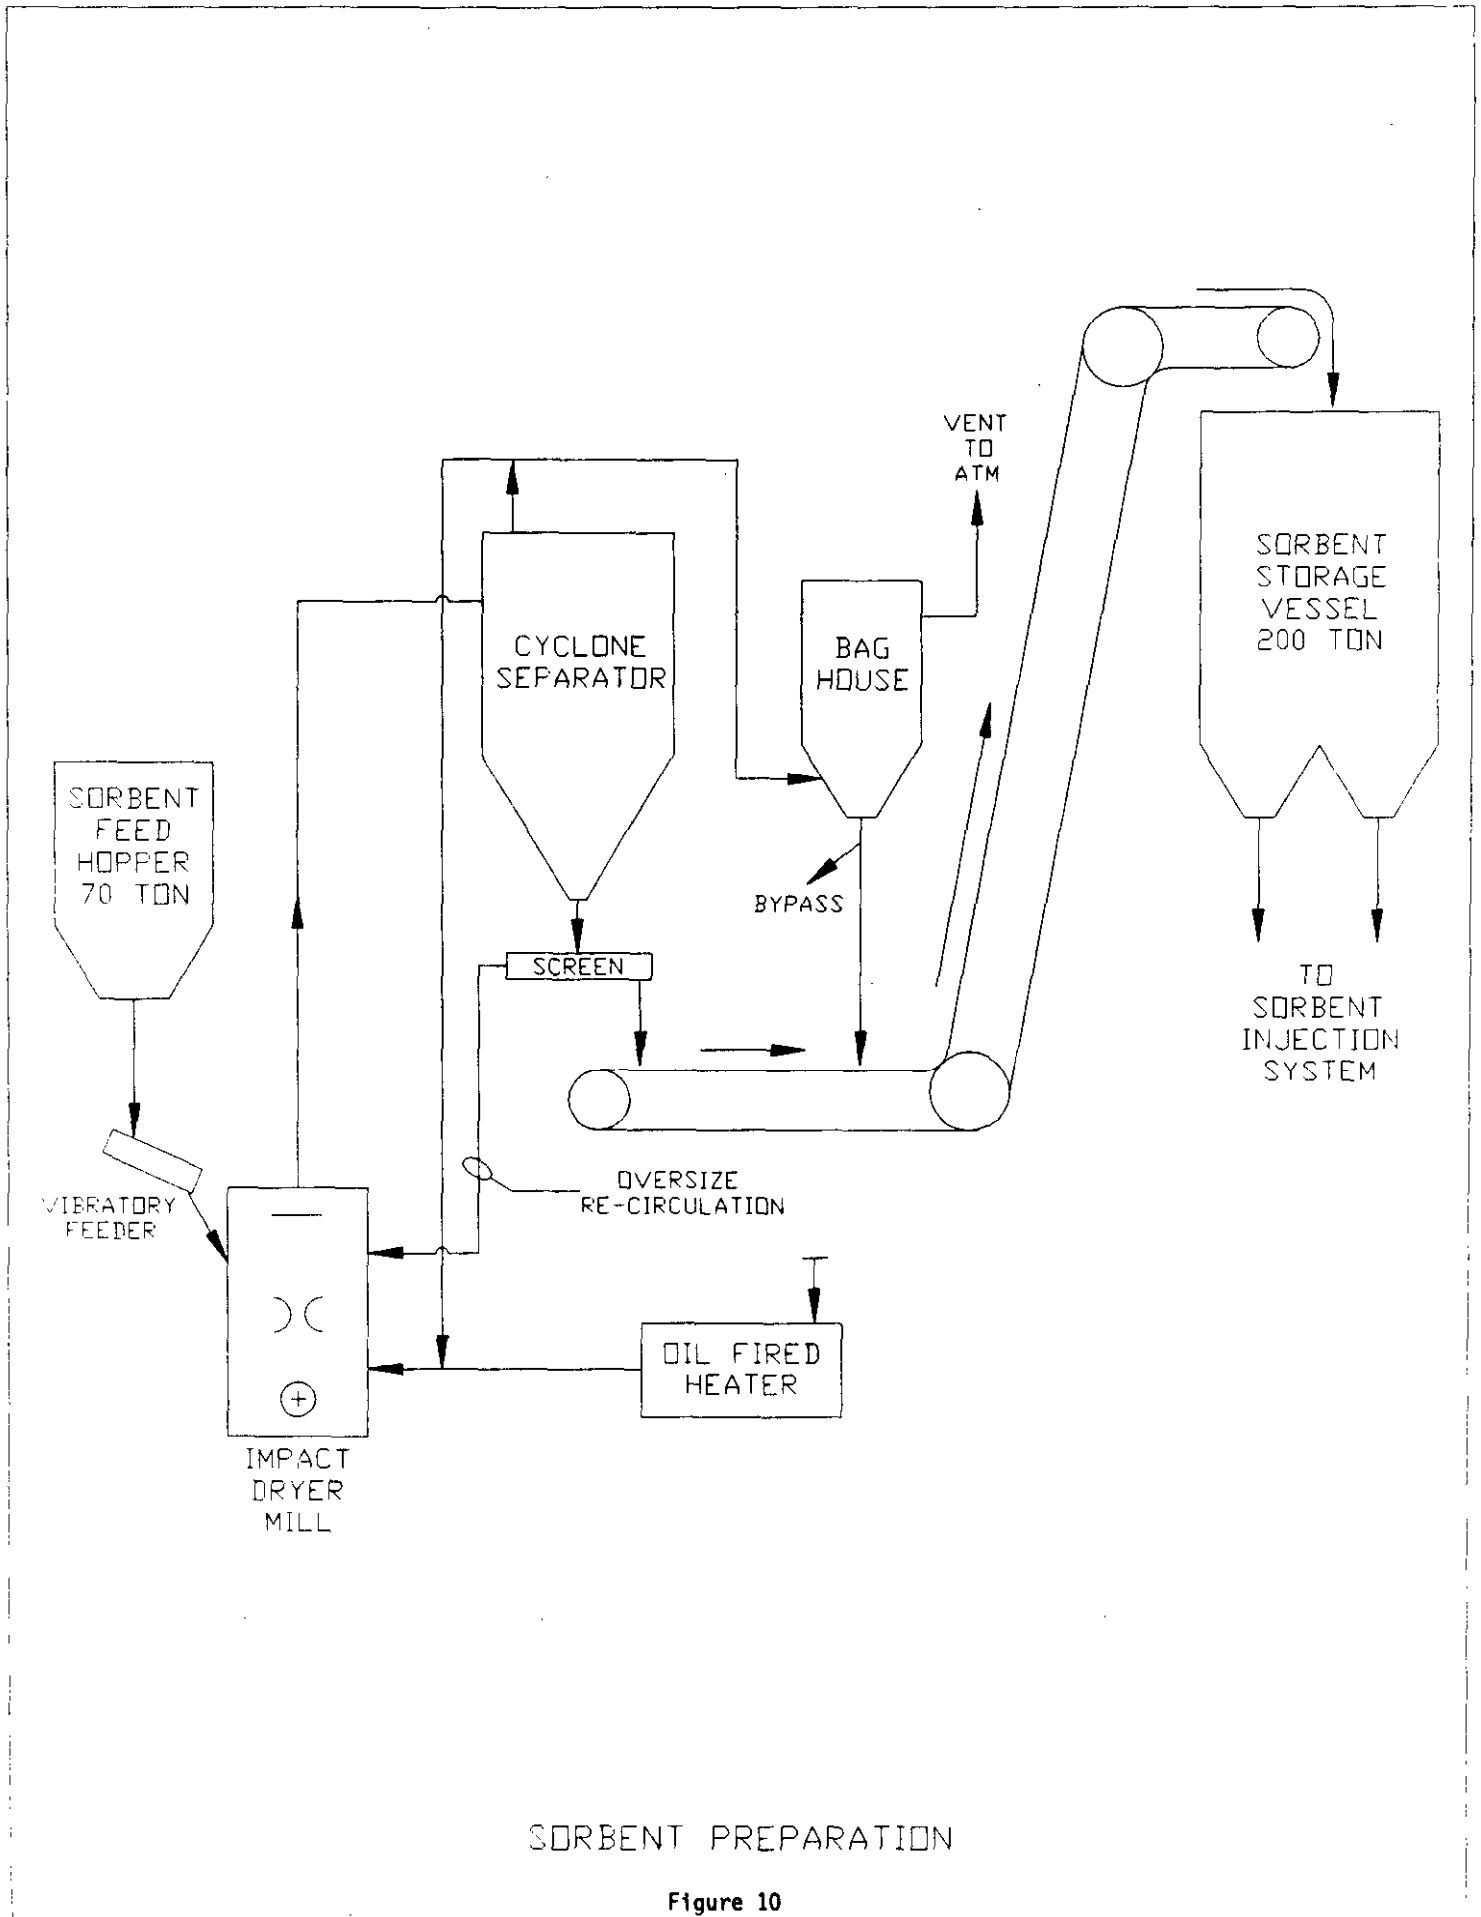 VENT
TO
ATM
SORBENT
STORAGE
VESSEL
200 TON
CYCLONE
SEPARATOR
BAG
HOUSE
SORBENT
FEED
HOPPER
70 TON
BYPASS
SCREEN
TO
SORBENT
INJECTION
SYSTEM
OVERSIZE
RE-CIRCULATION
VIBRATORY
FEEDER
OIL FIRED
HEATER
IMPACT
DRYER
MILL
SORBENT PREPARATION
Figure 10